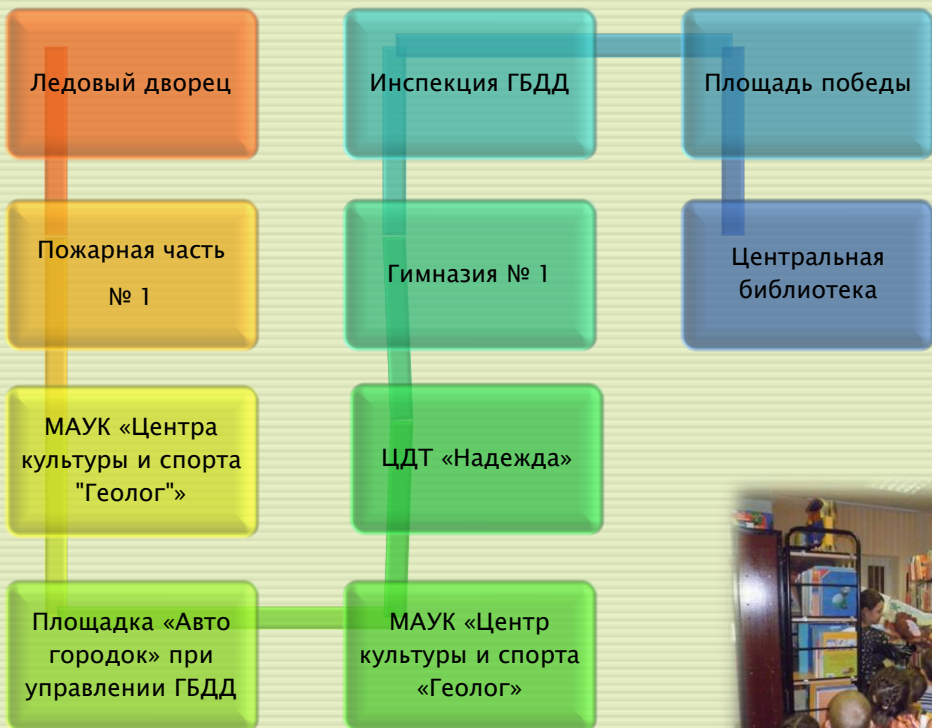 Ледовый дворец
Пожарная часть
№ 1
МАУК «Центра
культуры и спорта
"Геолог"»
Площадка «Авто
городок» при
управлении ГБДД
МАУК «Центр
культуры и спорта
«Геолог»
ЦДТ «Надежда»
Гимназия № 1
Инспекция ГБДД
Площадь победы
Центральная
библиотека